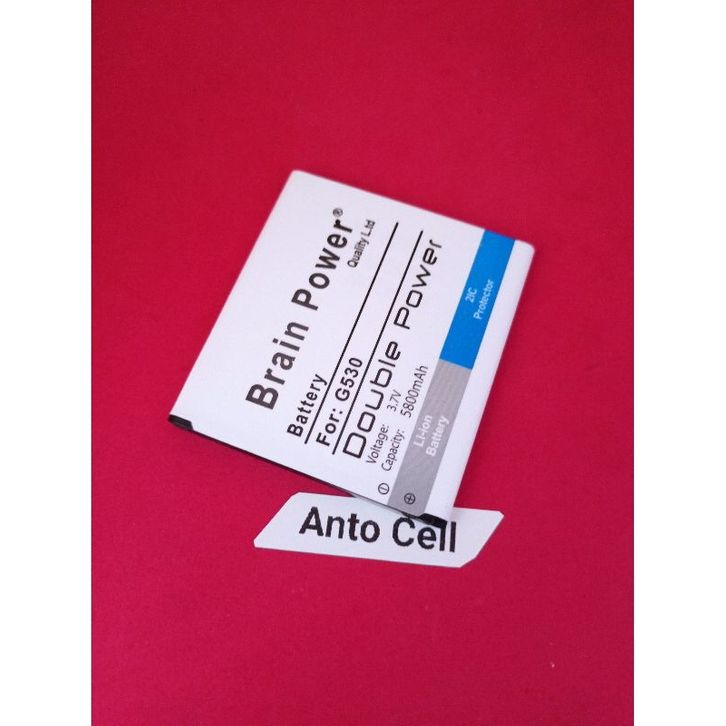 Brain Power®
Quality Ltd
Battery
For: G530
Double Power
Voltage: 3.7V
Capacity: 5800mAh
Li-ion
Battery
2IC
Protector
Anto Cell